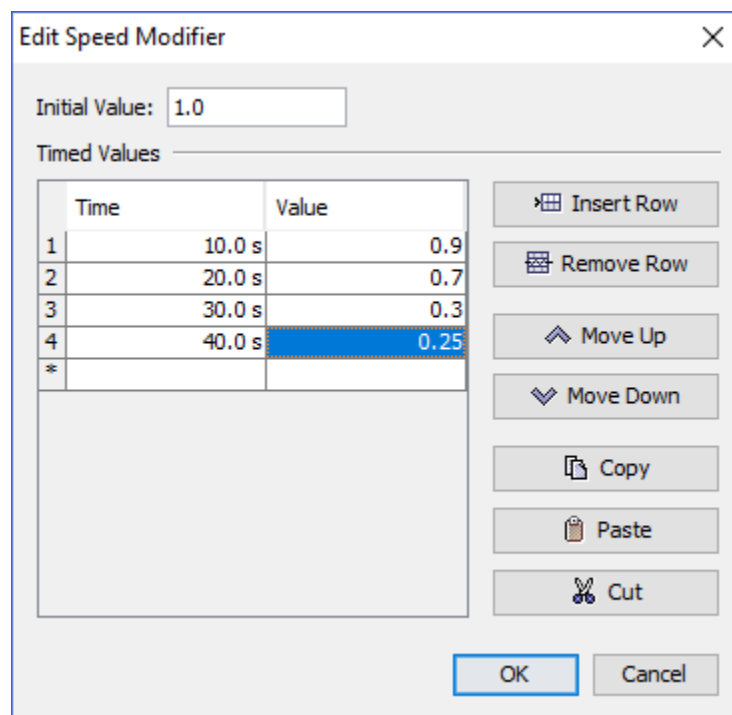 Edit Speed Modifier
Initial Value: 1.0
Timed Values
Time Value
1 10.0 s 0.9
2 20.0 s 0.7
3 30.0 s 0.3
4 40.0 s 0.25
*
Insert Row
Remove Row
Move Up
Move Down
Copy
Paste
Cut
OK Cancel